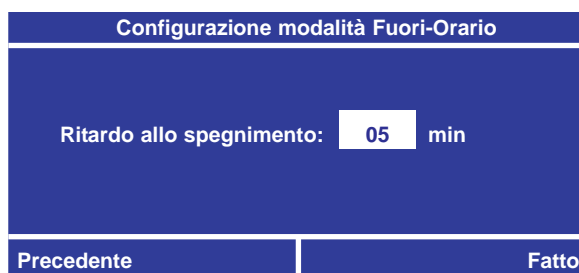 Configurazione modalità Fuori-Orario
Ritardo allo spegnimento: 05 min
Precedente Fatto